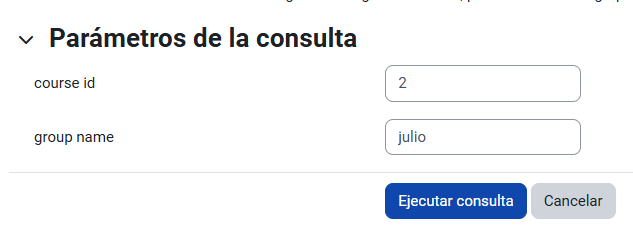 Parámetros de la consulta
course id 2
group name julio
Ejecutar consulta Cancelar